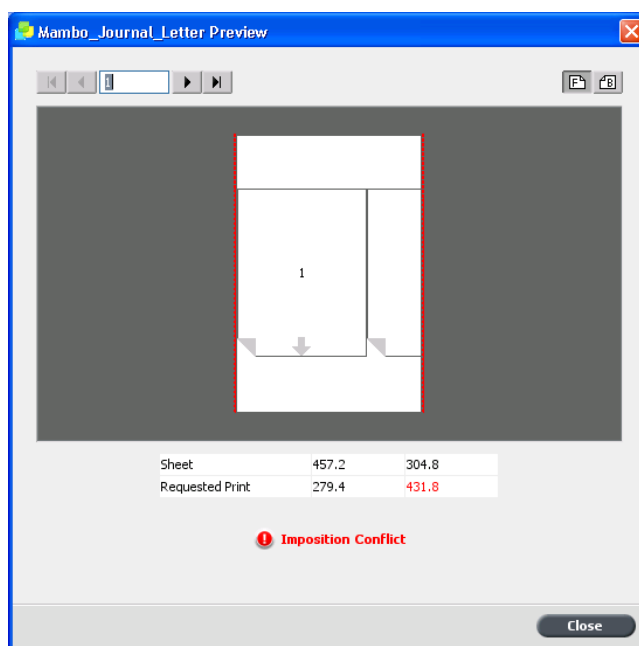 Mambo_Journal_Letter Preview
1
F B
1
Sheet 457.2 304.8
Requested Print 279.4 431.8
Imposition Conflict
Close